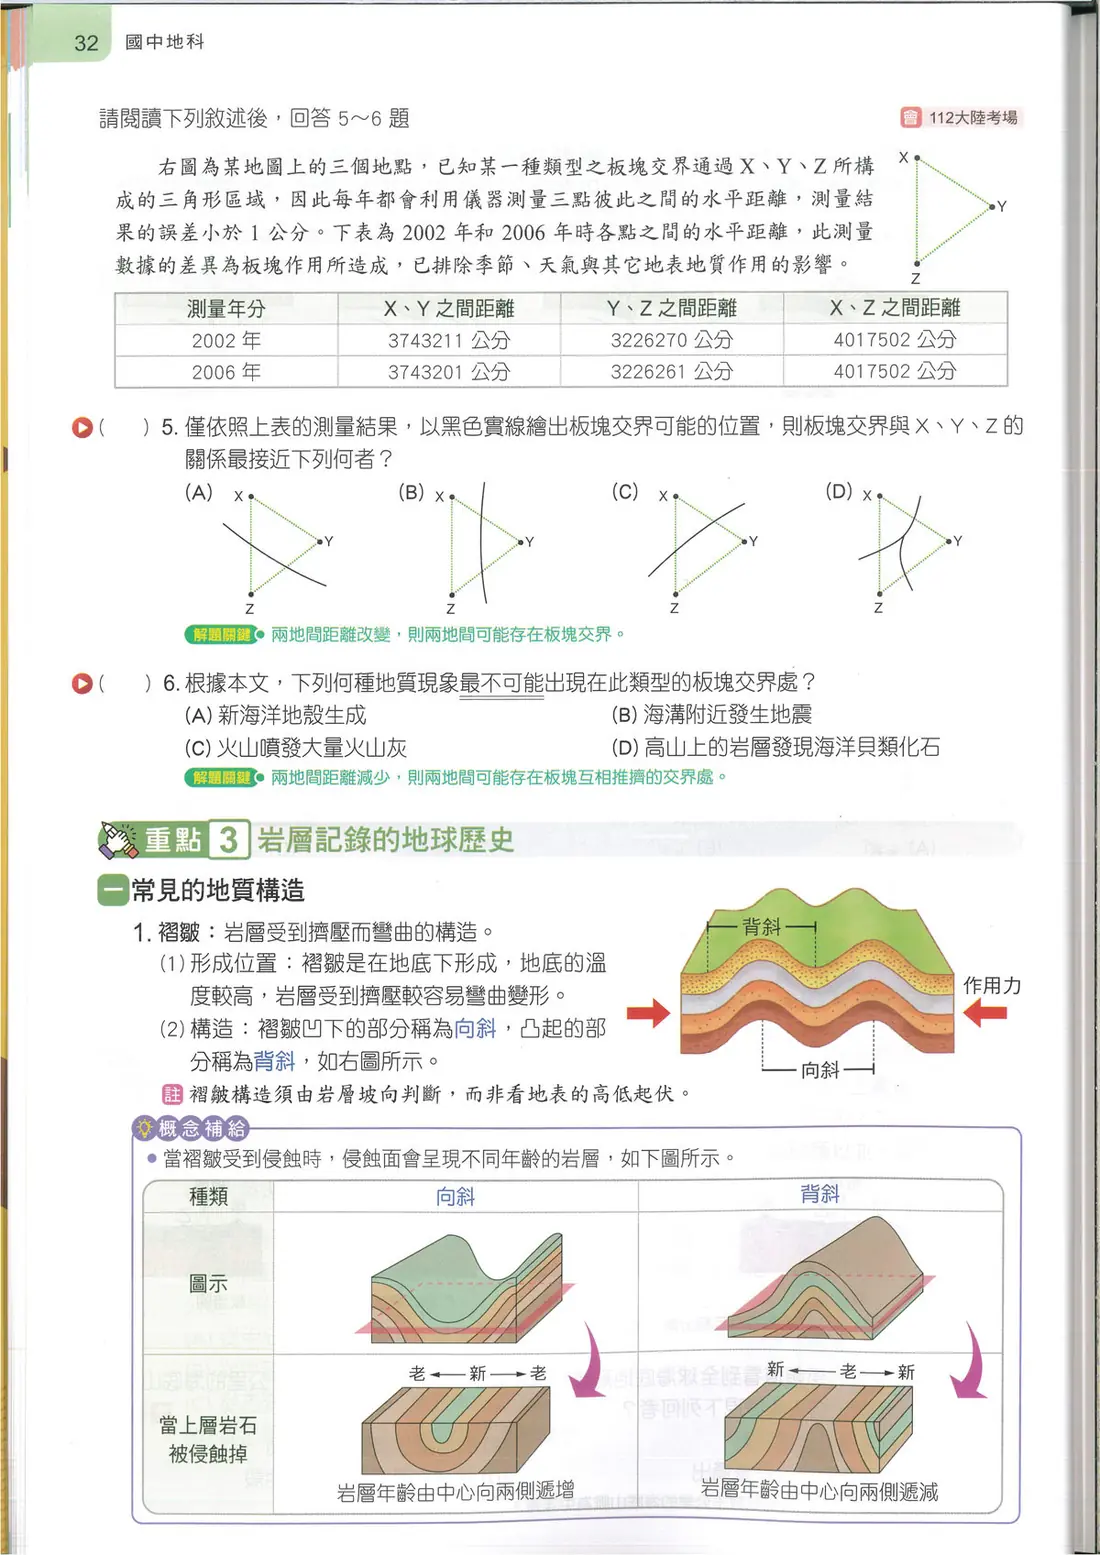 32 國中地科
請閱讀下列敘述後，回答 5～6 題
會 112大陸考場
右圖為某地圖上的三個地點，已知某一種類型之板塊交界通過 X、Y、Z 所構
成的三角形區域，因此每年都會利用儀器測量三點彼此之間的水平距離，測量結
果的誤差小於 1 公分。下表為 2002 年和 2006 年時各點之間的水平距離，此測量
數據的差異為板塊作用所造成，已排除季節、天氣與其它地表地質作用的影響。
X
Y
Z
測量年分 X、Y 之間距離 Y、Z 之間距離 X、Z 之間距離
2002 年 3743211 公分 3226270 公分 4017502 公分
2006 年 3743201 公分 3226261 公分 4017502 公分
( ) 5. 僅依照上表的測量結果，以黑色實線繪出板塊交界可能的位置，則板塊交界與 X、Y、Z 的
關係最接近下列何者？
(A) X Y Z
(B) X Y Z
(C) X Y Z
(D) X Y Z
解題關鍵 兩地間距離改變，則兩地間可能存在板塊交界。
( ) 6. 根據本文，下列何種地質現象最不可能出現在此類型的板塊交界處？
(A) 新海洋地殼生成 (B) 海溝附近發生地震
(C) 火山噴發大量火山灰 (D) 高山上的岩層發現海洋貝類化石
解題關鍵 兩地間距離減少，則兩地間可能存在板塊互相推擠的交界處。
重點 3 岩層記錄的地球歷史
一 常見的地質構造
1. 褶皺：岩層受到擠壓而彎曲的構造。
(1) 形成位置：褶皺是在地底下形成，地底的溫
度較高，岩層受到擠壓較容易彎曲變形。
(2) 構造：褶皺凹下的部分稱為向斜，凸起的部
分稱為背斜，如右圖所示。
背斜
作用力
向斜
註 褶皺構造須由岩層坡向判斷，而非看地表的高低起伏。
概念補給
當褶皺受到侵蝕時，侵蝕面會呈現不同年齡的岩層，如下圖所示。
種類 向斜 背斜
圖示
當上層岩石
被侵蝕掉
老 新 老
岩層年齡由中心向兩側遞增
新 老 新
岩層年齡由中心向兩側遞減